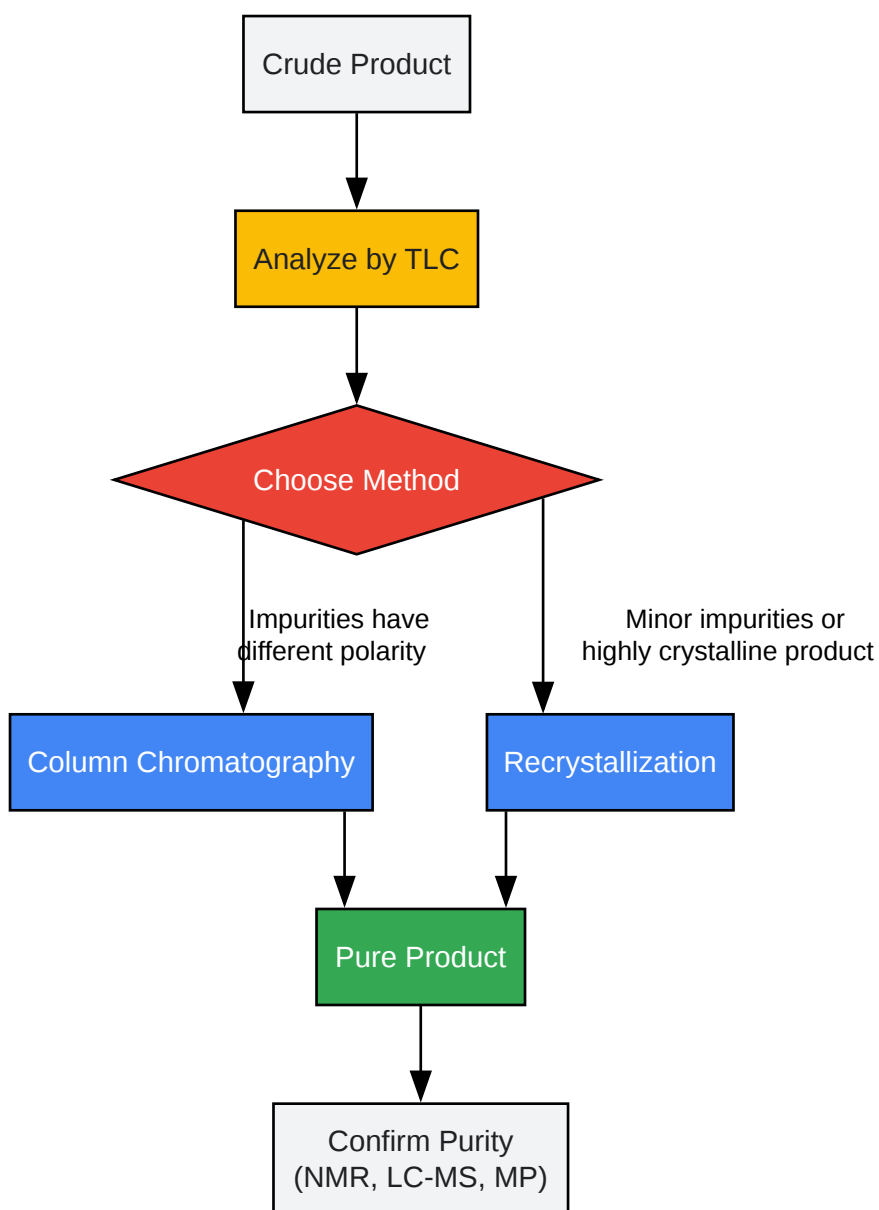 Crude Product
Analyze by TLC
Choose Method
Impurities have
different polarity
Minor impurities or
highly crystalline product
Column Chromatography
Recrystallization
Pure Product
Confirm Purity
(NMR, LC-MS, MP)